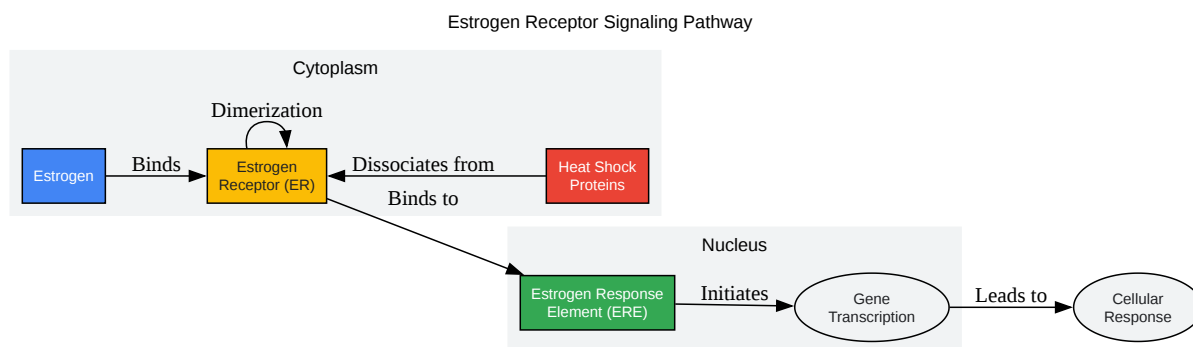 Estrogen Receptor Signaling Pathway
Cytoplasm
Dimerization
Estrogen
Binds
Estrogen
Receptor (ER)
Dissociates from
Heat Shock
Proteins
Binds to
Nucleus
Estrogen Response
Element (ERE)
Initiates
Gene
Transcription
Leads to
Cellular
Response